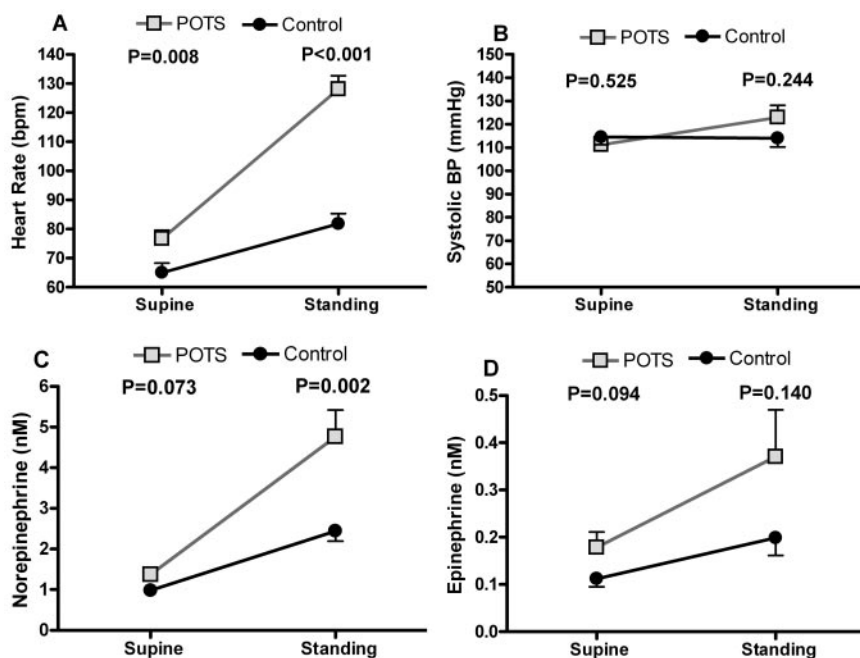 A
POTS Control
P=0.008 P<0.001
Heart Rate (bpm)
140
130
120
110
100
90
80
70
60
Supine Standing
B
POTS Control
P=0.525 P=0.244
Systolic BP (mmHg)
150
140
130
120
110
100
90
80
70
60
50
Supine Standing
C
POTS Control
P=0.073 P=0.002
Norepinephrine (nM)
6
5
4
3
2
1
0
Supine Standing
D
POTS Control
P=0.094 P=0.140
Epinephrine (nM)
0.5
0.4
0.3
0.2
0.1
0.0
Supine Standing